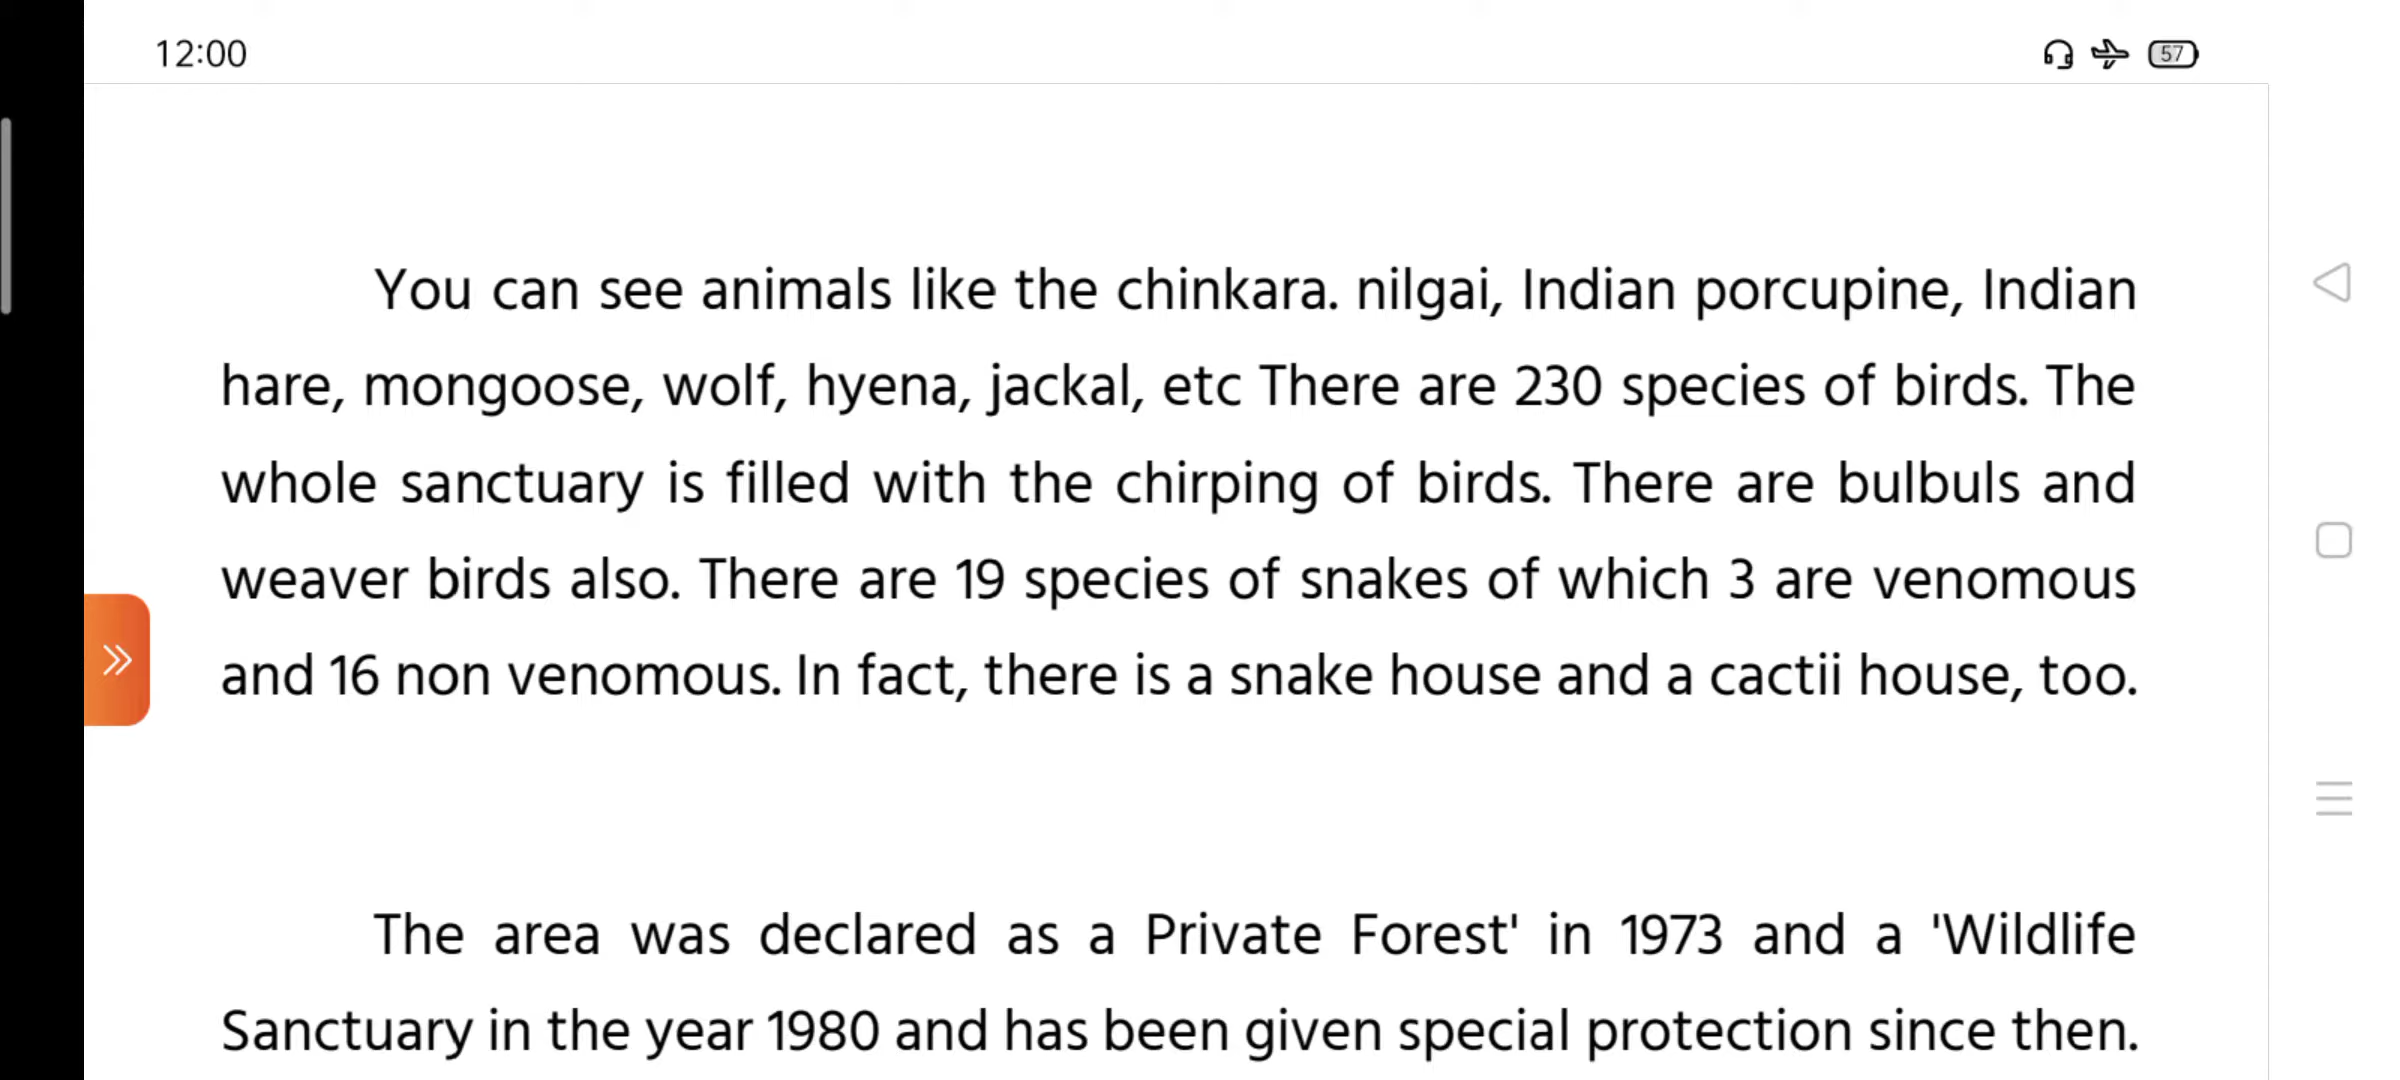 12:00
57
You can see animals like the chinkara. nilgai, Indian porcupine, Indian
hare, mongoose, wolf, hyena, jackal, etc There are 230 species of birds. The
whole sanctuary is filled with the chirping of birds. There are bulbuls and
weaver birds also. There are 19 species of snakes of which 3 are venomous
and 16 non venomous. In fact, there is a snake house and a cactii house, too.
The area was declared as a Private Forest' in 1973 and a 'Wildlife
Sanctuary in the year 1980 and has been given special protection since then.